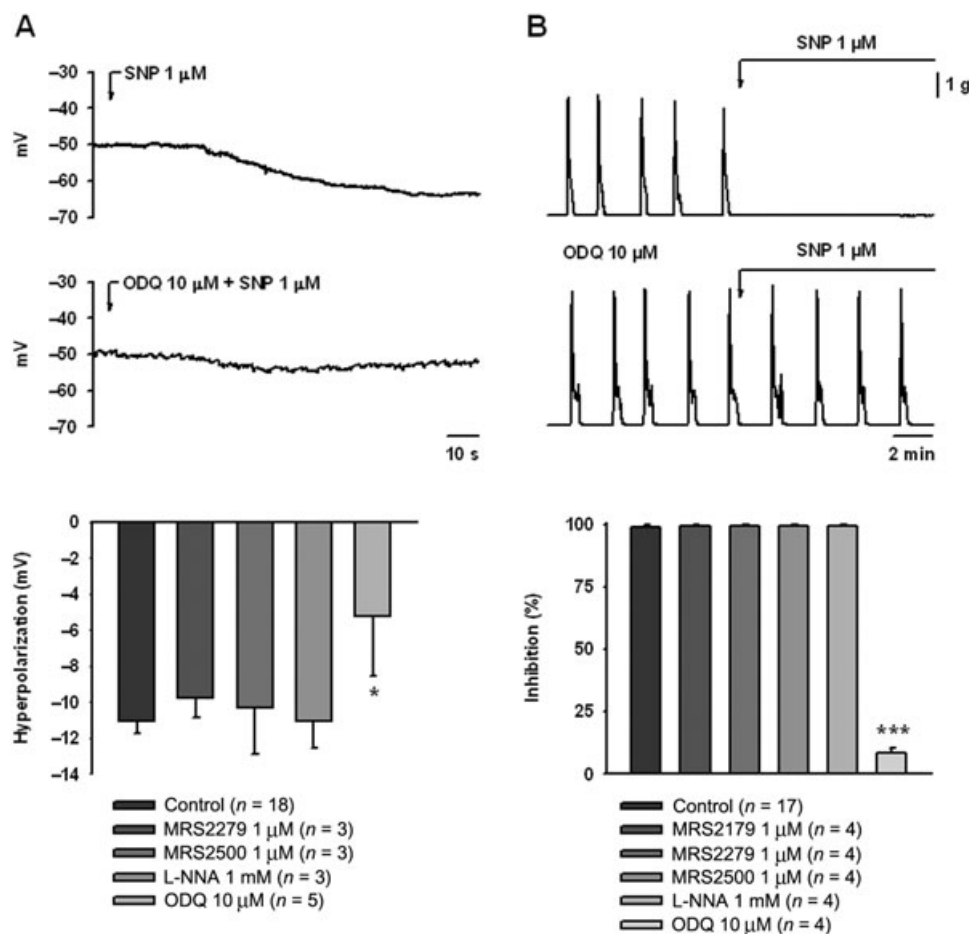 A
SNP 1 µM
–30
–40
–50
–60
–70
mV
ODQ 10 µM + SNP 1 µM
–30
–40
–50
–60
–70
mV
10 s
0
–2
–4
–6
–8
–10
–12
–14
Hyperpolarization (mV)
*
Control (n = 18)
MRS2279 1 µM (n = 3)
MRS2500 1 µM (n = 3)
L-NNA 1 mM (n = 3)
ODQ 10 µM (n = 5)
B
SNP 1 µM
1 g
ODQ 10 µM
SNP 1 µM
2 min
100
75
50
25
0
Inhibition (%)
***
Control (n = 17)
MRS2179 1 µM (n = 4)
MRS2279 1 µM (n = 4)
MRS2500 1 µM (n = 4)
L-NNA 1 mM (n = 4)
ODQ 10 µM (n = 4)